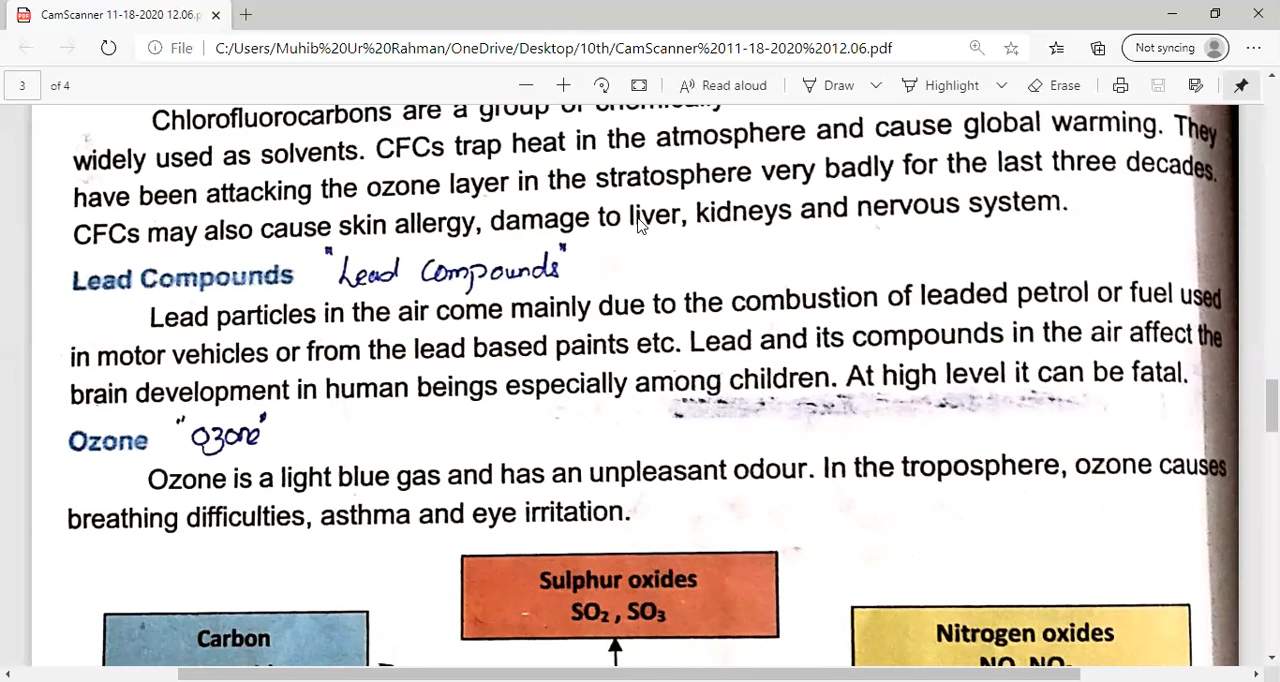 CamScanner 11-18-2020 12.06.p
File C:/Users/Muhib%20Ur%20Rahman/OneDrive/Desktop/10th/CamScanner%2011-18-2020%2012.06.pdf Not syncing
3 of 4 Read aloud Draw Highlight Erase
Chlorofluorocarbons are a group of chemically
widely used as solvents. CFCs trap heat in the atmosphere and cause global warming. They
have been attacking the ozone layer in the stratosphere very badly for the last three decades.
CFCs may also cause skin allergy, damage to liver, kidneys and nervous system.
Lead Compounds "Lead Compounds"
Lead particles in the air come mainly due to the combustion of leaded petrol or fuel used
in motor vehicles or from the lead based paints etc. Lead and its compounds in the air affect the
brain development in human beings especially among children. At high level it can be fatal.
Ozone "Ozone"
Ozone is a light blue gas and has an unpleasant odour. In the troposphere, ozone causes
breathing difficulties, asthma and eye irritation.
Sulphur oxides
SO₂ , SO₃
Carbon
Nitrogen oxides
NO, NO₂